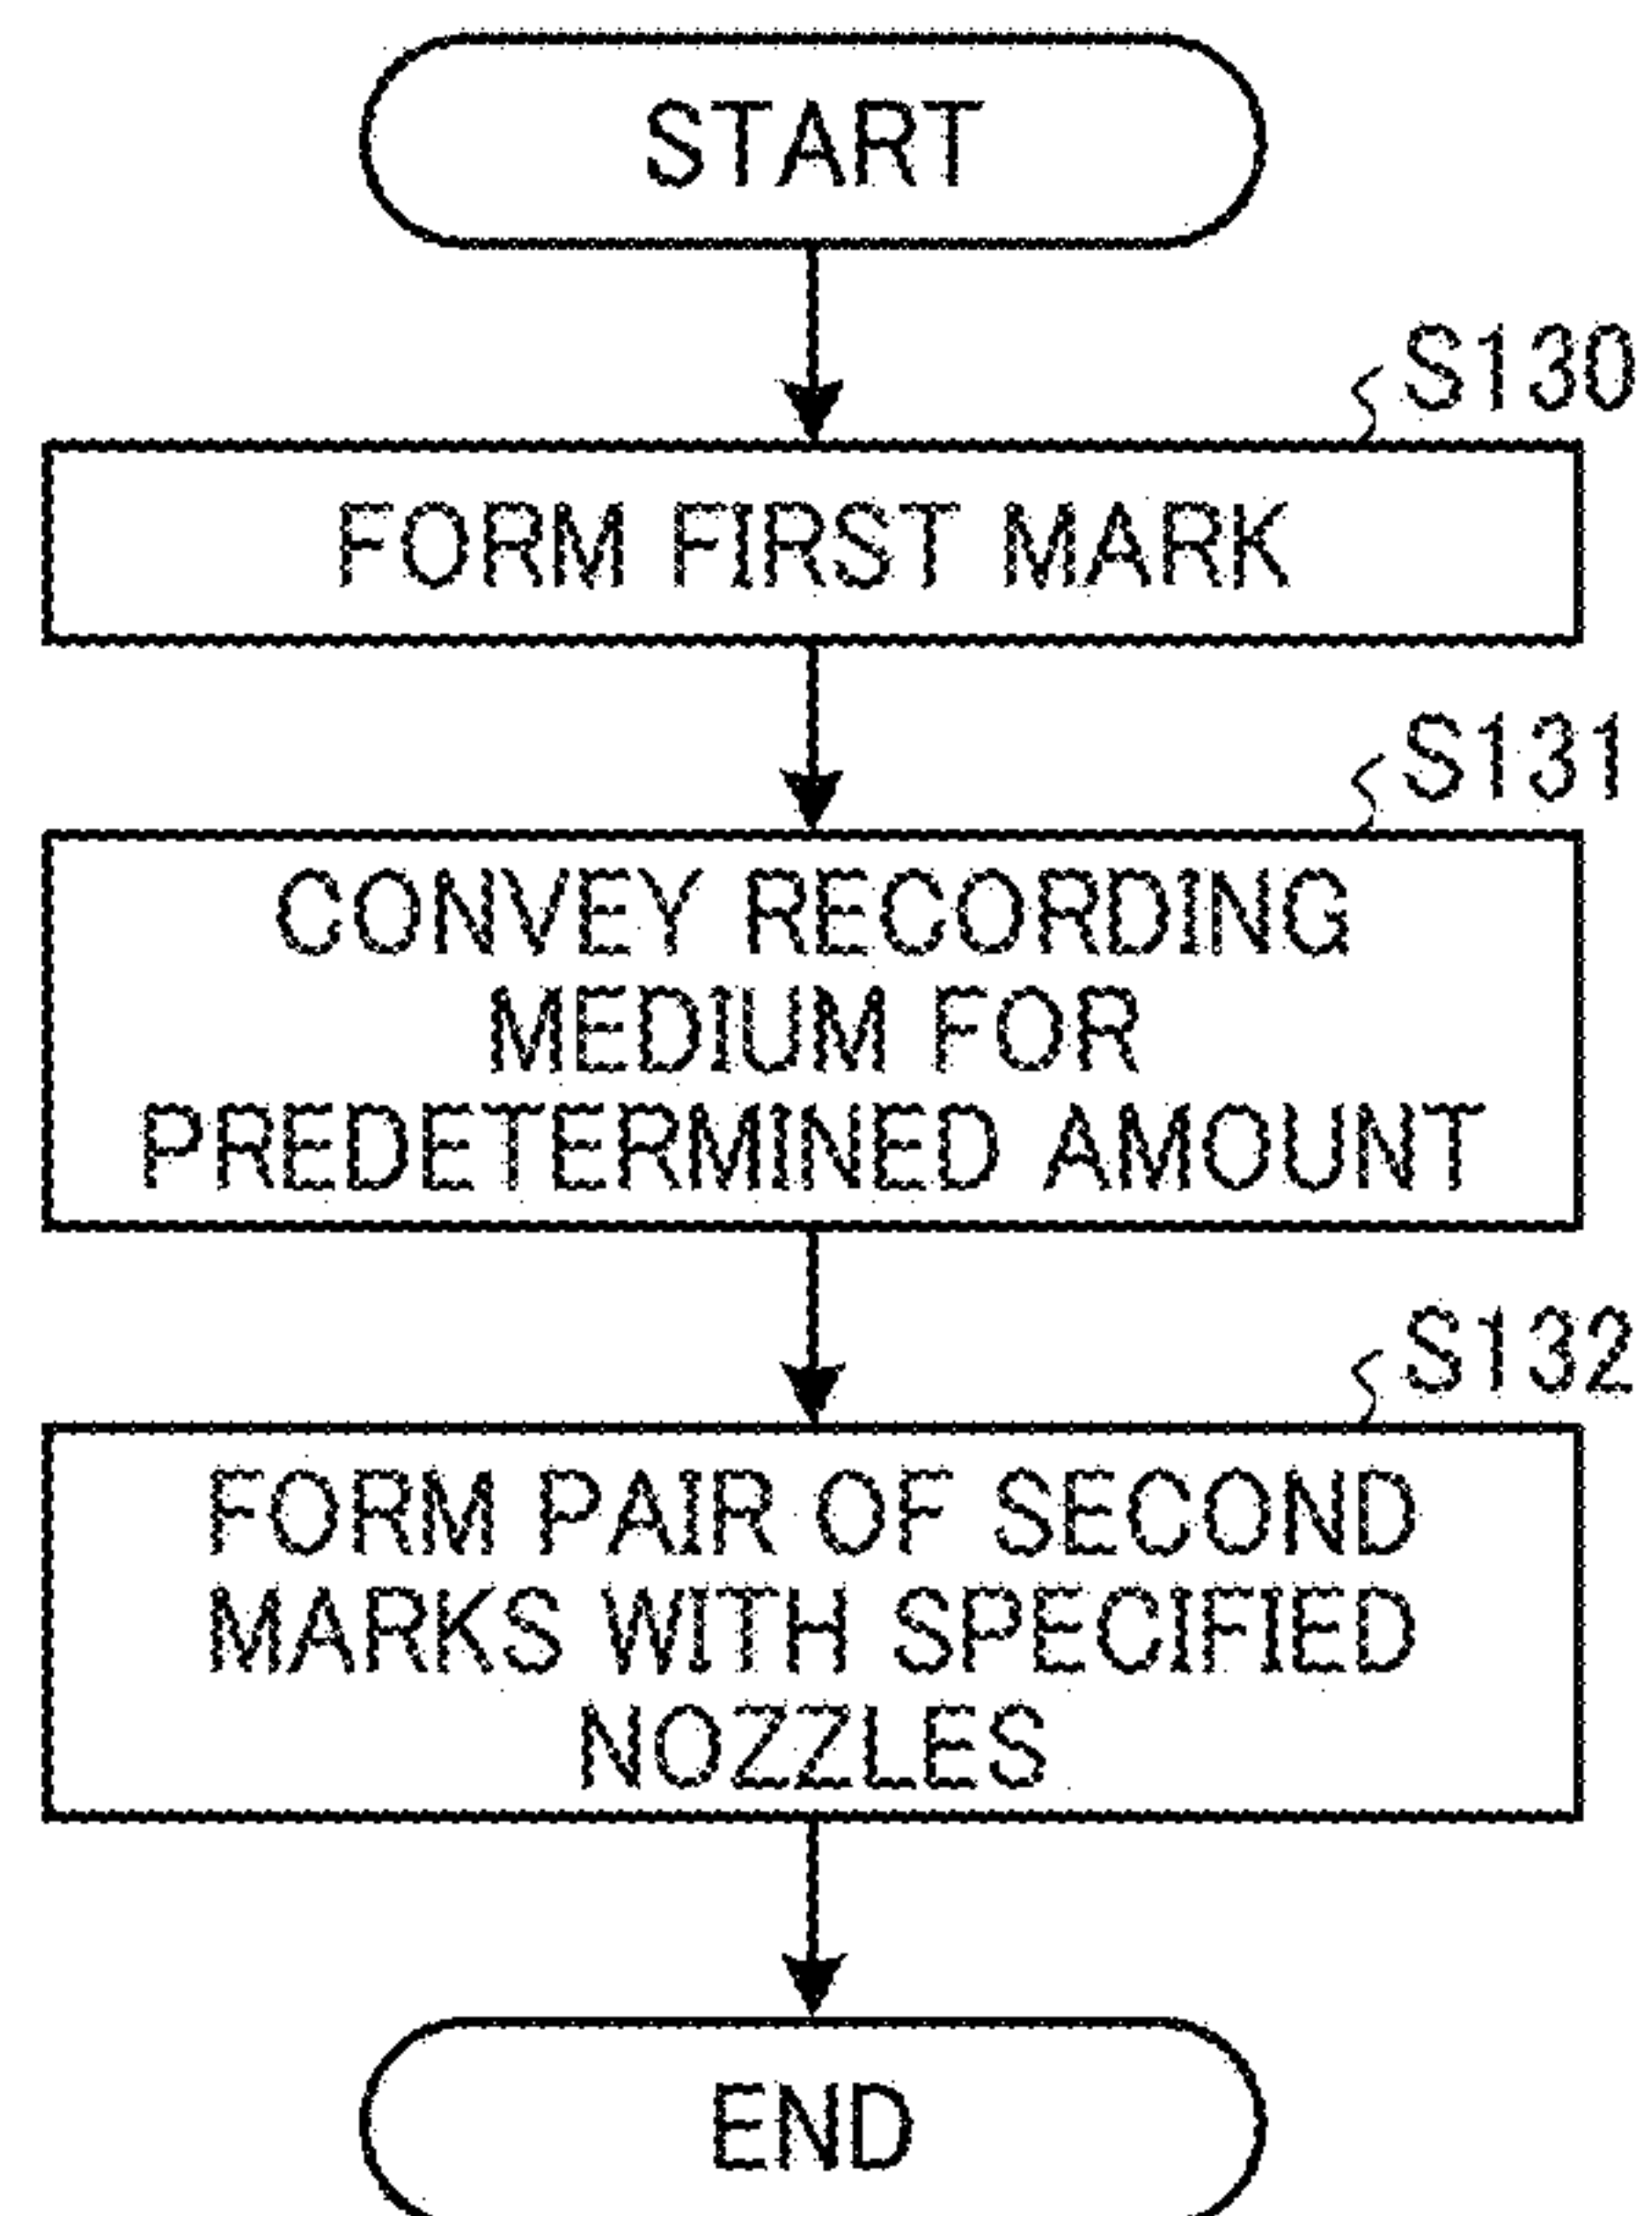 START
S130
FORM FIRST MARK
S131
CONVEY RECORDING
MEDIUM FOR
PREDETERMINED AMOUNT
S132
FORM PAIR OF SECOND
MARKS WITH SPECIFIED
NOZZLES
END